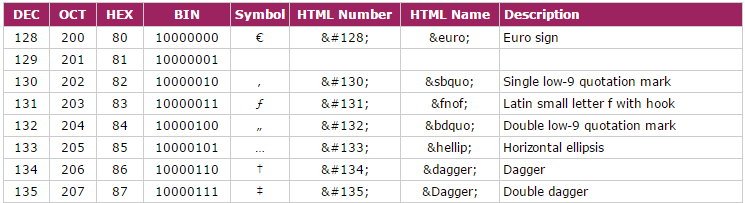 DEC OCT HEX BIN Symbol HTML Number HTML Name Description
128 200 80 10000000 € &#128; &euro; Euro sign
129 201 81 10000001
130 202 82 10000010 ‚ &#130; &sbquo; Single low-9 quotation mark
131 203 83 10000011 ƒ &#131; &fnof; Latin small letter f with hook
132 204 84 10000100 „ &#132; &bdquo; Double low-9 quotation mark
133 205 85 10000101 … &#133; &hellip; Horizontal ellipsis
134 206 86 10000110 † &#134; &dagger; Dagger
135 207 87 10000111 ‡ &#135; &Dagger; Double dagger